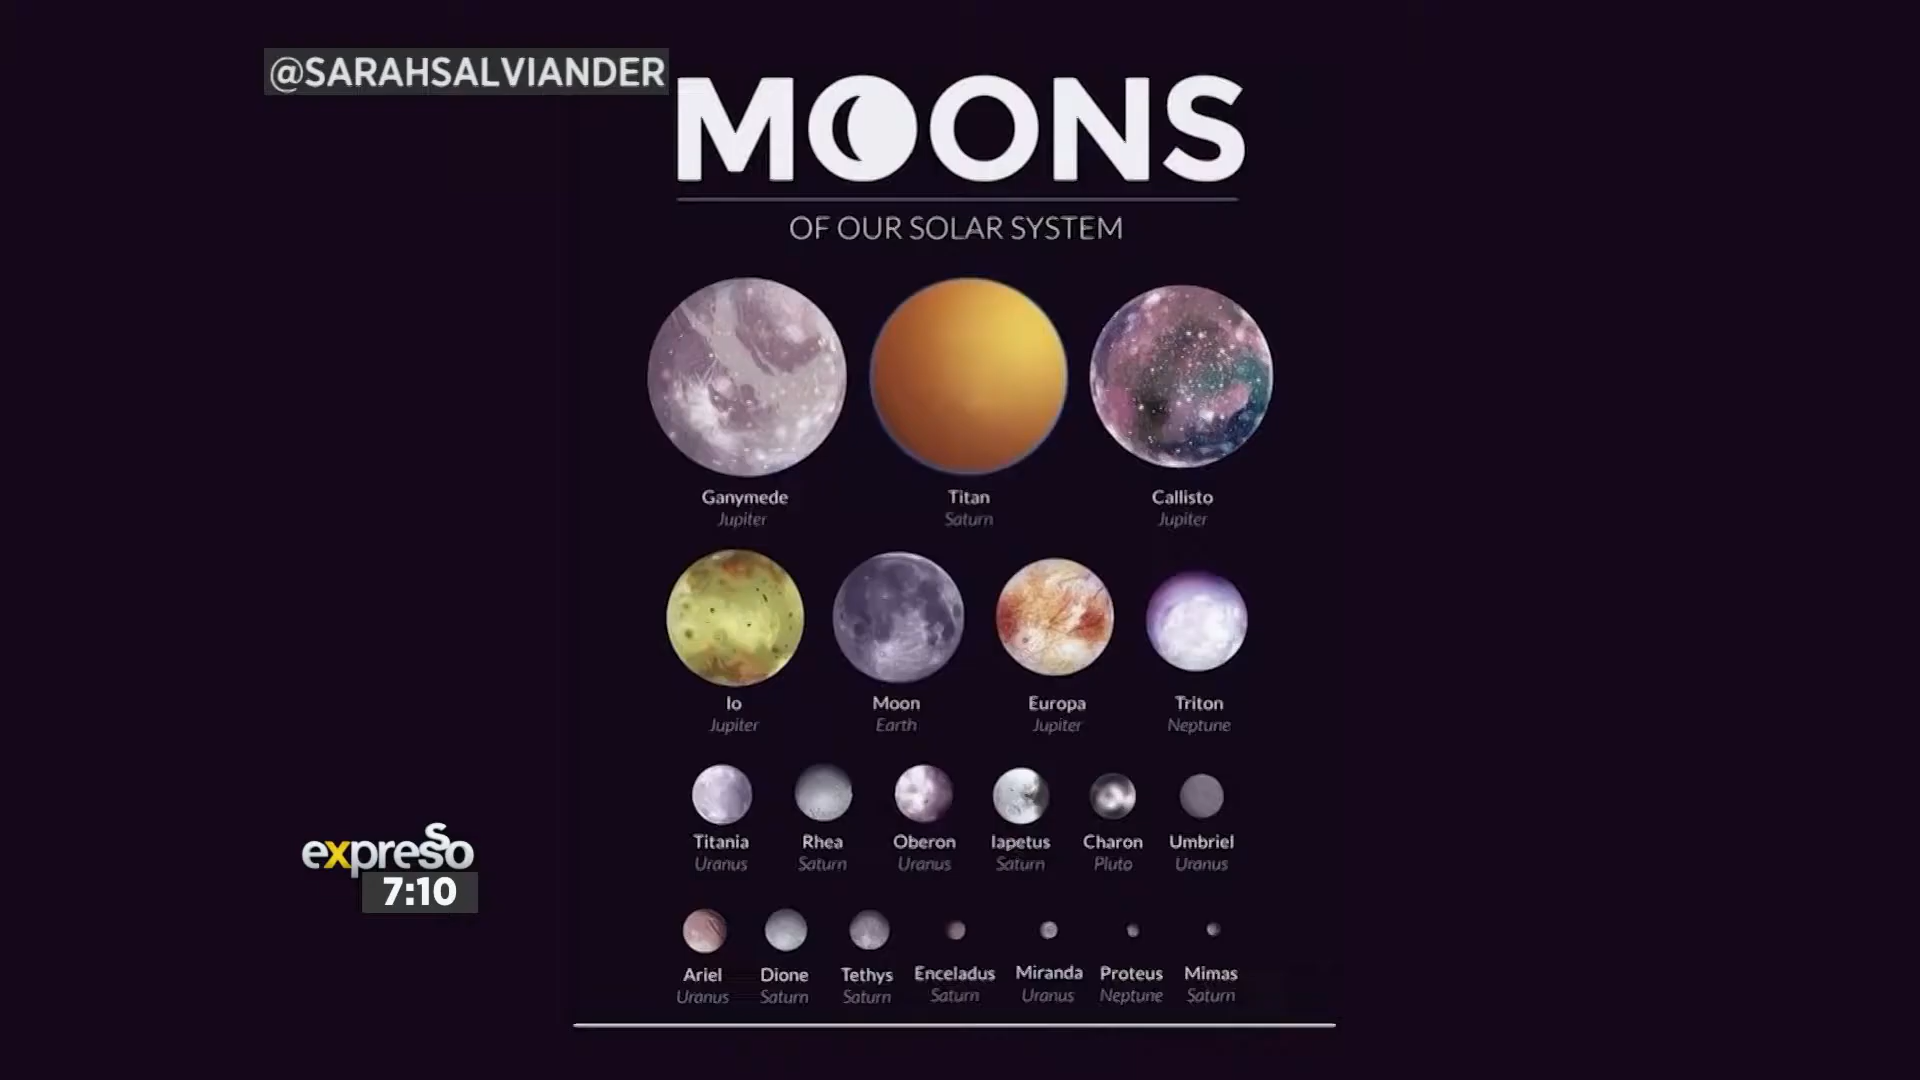 @SARAHSALVIANDER
MOONS
OF OUR SOLAR SYSTEM
Ganymede Titan Callisto
Jupiter Saturn Jupiter
Io Moon Europa Triton
Jupiter Earth Jupiter Neptune
Titania Rhea Oberon Iapetus Charon Umbriel
Uranus Saturn Uranus Saturn Pluto Uranus
expresso
7:10
Ariel Dione Tethys Enceladus Miranda Proteus Mimas
Uranus Saturn Saturn Saturn Uranus Neptune Saturn